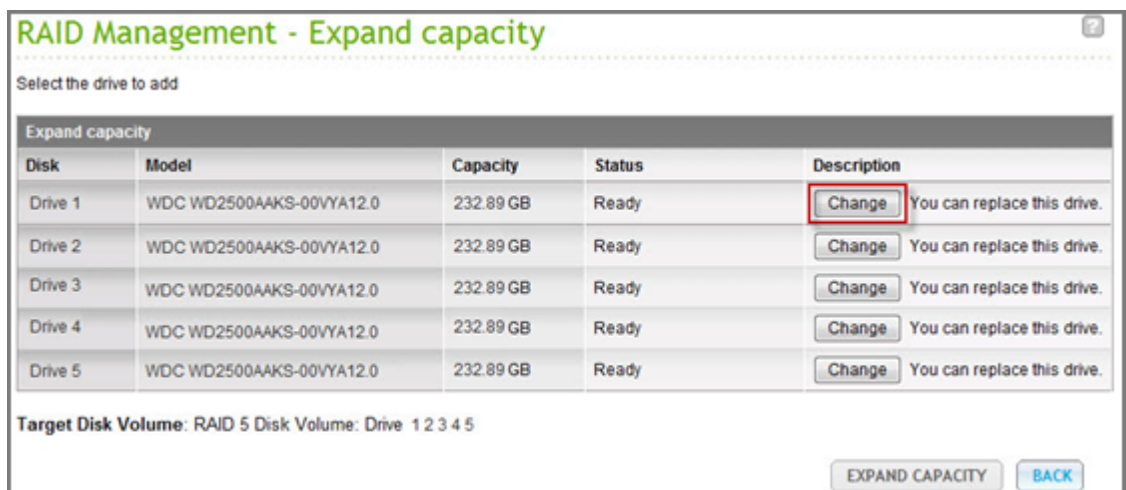 RAID Management - Expand capacity
?
Select the drive to add
Expand capacity
Disk Model Capacity Status Description
Drive 1 WDC WD2500AAKS-00VYA12.0 232.89 GB Ready Change You can replace this drive.
Drive 2 WDC WD2500AAKS-00VYA12.0 232.89 GB Ready Change You can replace this drive.
Drive 3 WDC WD2500AAKS-00VYA12.0 232.89 GB Ready Change You can replace this drive.
Drive 4 WDC WD2500AAKS-00VYA12.0 232.89 GB Ready Change You can replace this drive.
Drive 5 WDC WD2500AAKS-00VYA12.0 232.89 GB Ready Change You can replace this drive.
Target Disk Volume: RAID 5 Disk Volume: Drive 1 2 3 4 5
EXPAND CAPACITY BACK